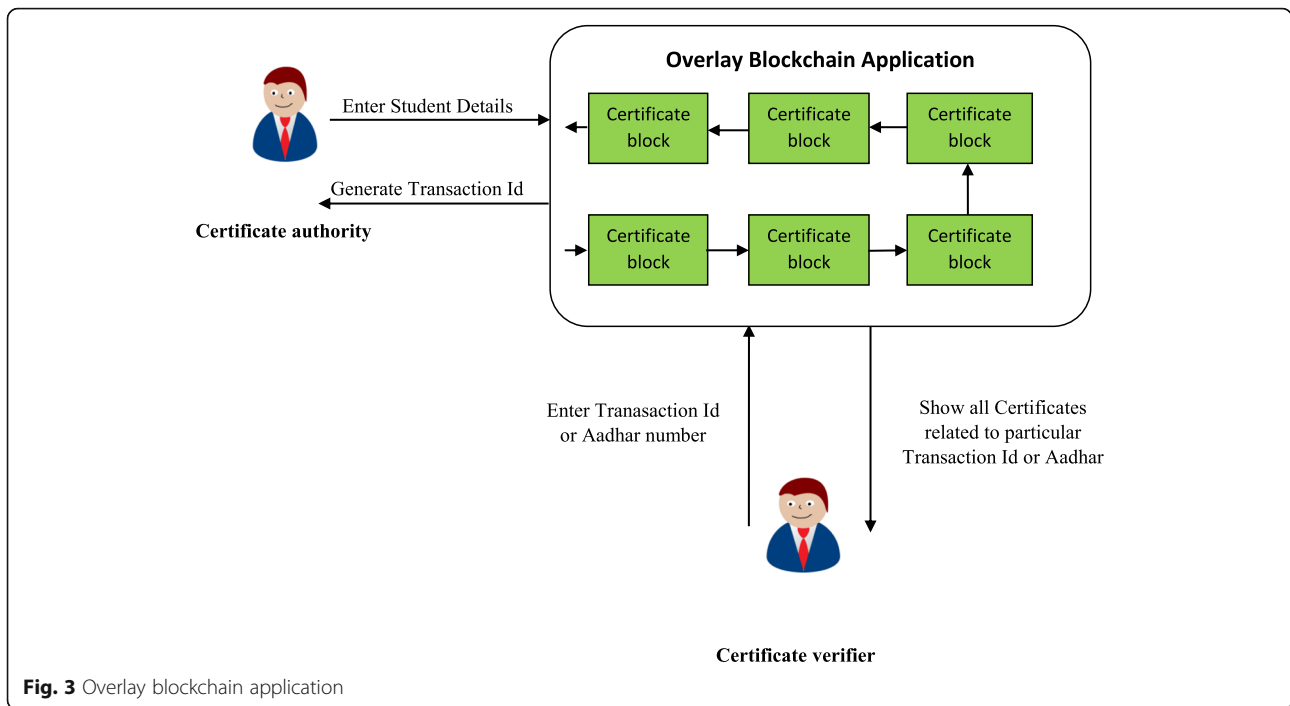 Overlay Blockchain Application
Enter Student Details
Certificate
block
Certificate
block
Certificate
block
Generate Transaction Id
Certificate authority
Certificate
block
Certificate
block
Certificate
block
Enter Tranasaction Id
or Aadhar number
Show all Certificates
related to particular
Transaction Id or Aadhar
Certificate verifier
Fig. 3 Overlay blockchain application